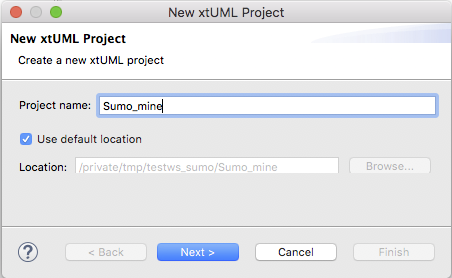 New xtUML Project
New xtUML Project
Create a new xtUML project
Project name: Sumo_mine
Use default location
Location: /private/tmp/testws_sumo/Sumo_mine Browse...
? < Back Next > Cancel Finish